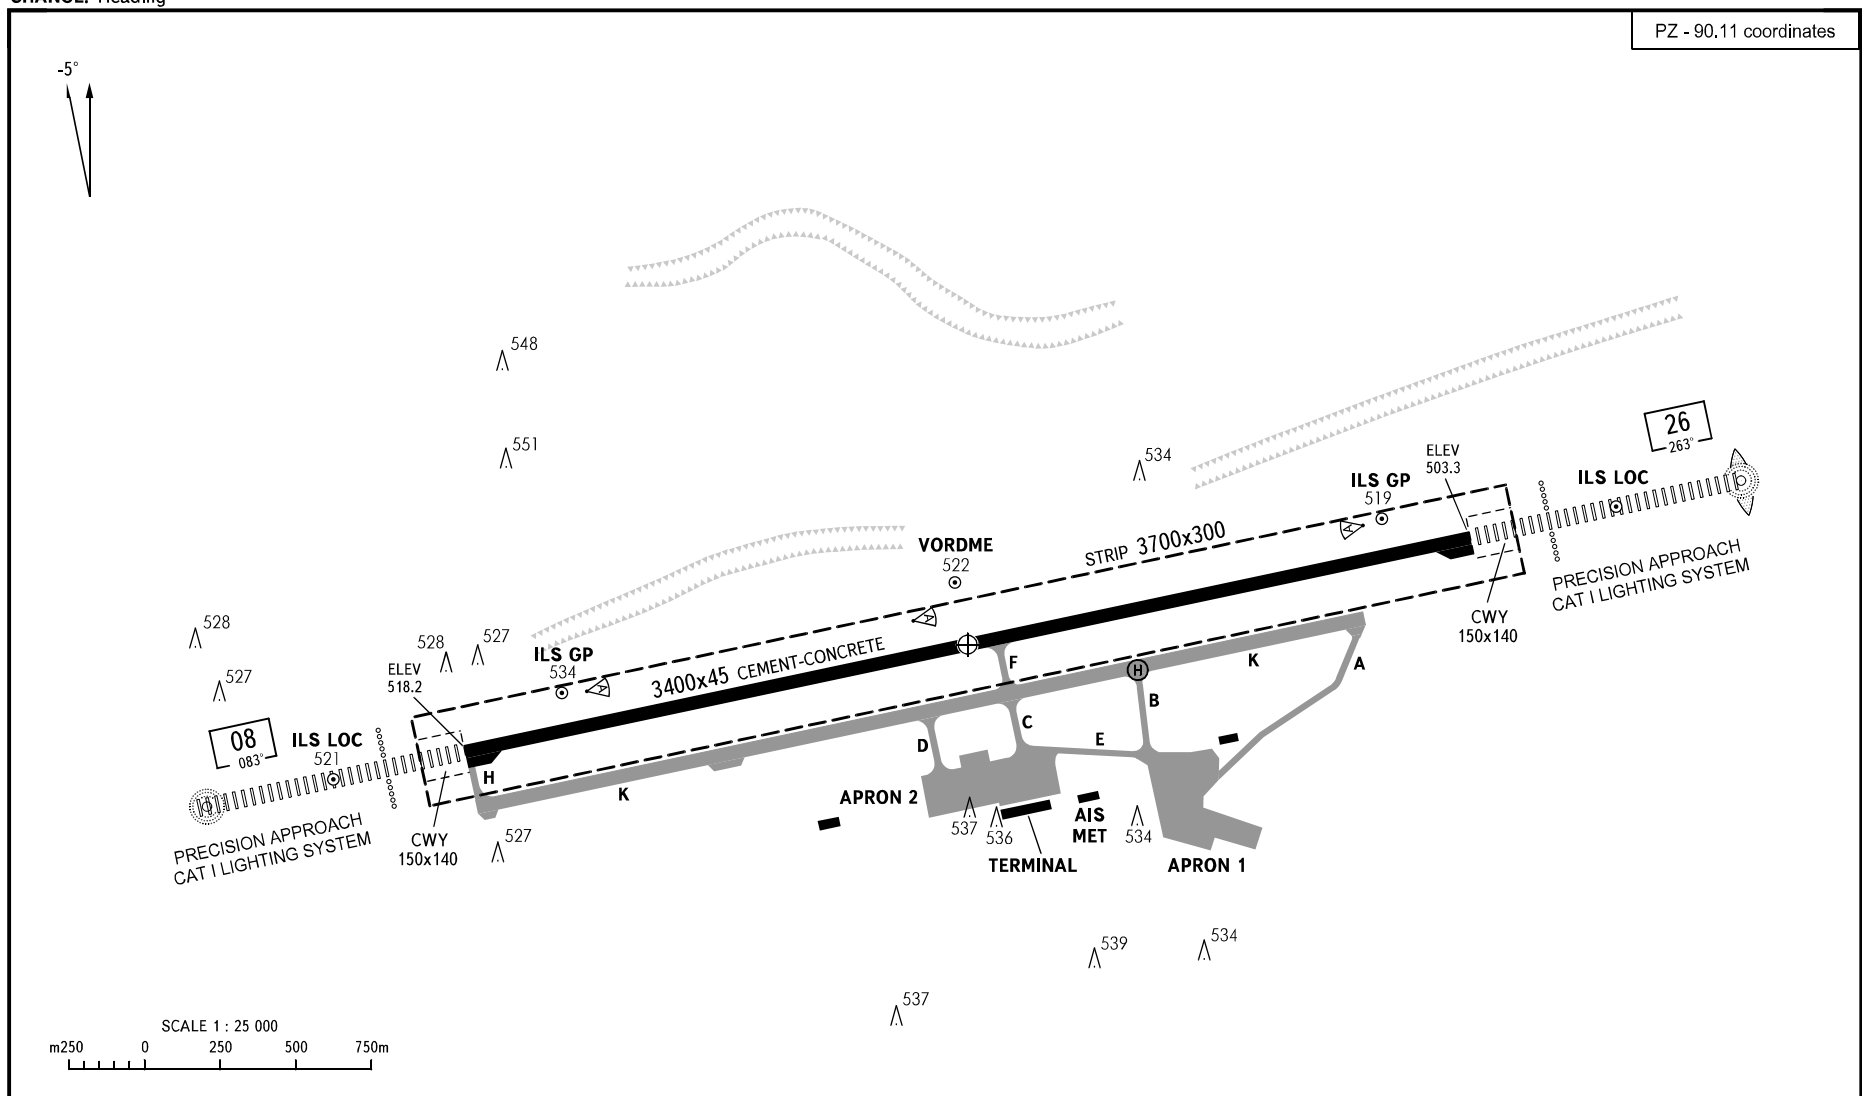 CHANGE: Heading
PZ - 90.11 coordinates
-5°
548
551
534
26
263°
ELEV
503.3
ILS GP
519
ILS LOC
STRIP 3700x300
VORDME
522
PRECISION APPROACH
CAT I LIGHTING SYSTEM
CWY
150x140
528
528
527
527
ILS GP
534
ELEV
518.2
3400x45 CEMENT-CONCRETE
F
H
K
A
B
C
D
E
08
083°
ILS LOC
521
H
K
APRON 2
537
536
AIS
MET
534
TERMINAL
APRON 1
PRECISION APPROACH
CAT I LIGHTING SYSTEM
CWY
150x140
527
539
534
537
SCALE 1 : 25 000
m250 0 250 500 750m